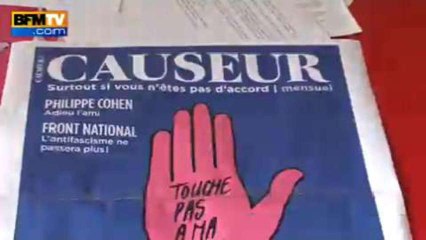 BFMTV
.com
CAUSEUR
Surtout si vous n'êtes pas d'accord | mensuel
PHILIPPE COHEN
Adieu l'ami
FRONT NATIONAL
L'antifascisme ne
passera plus!
TOUCHE
PAS
A MA